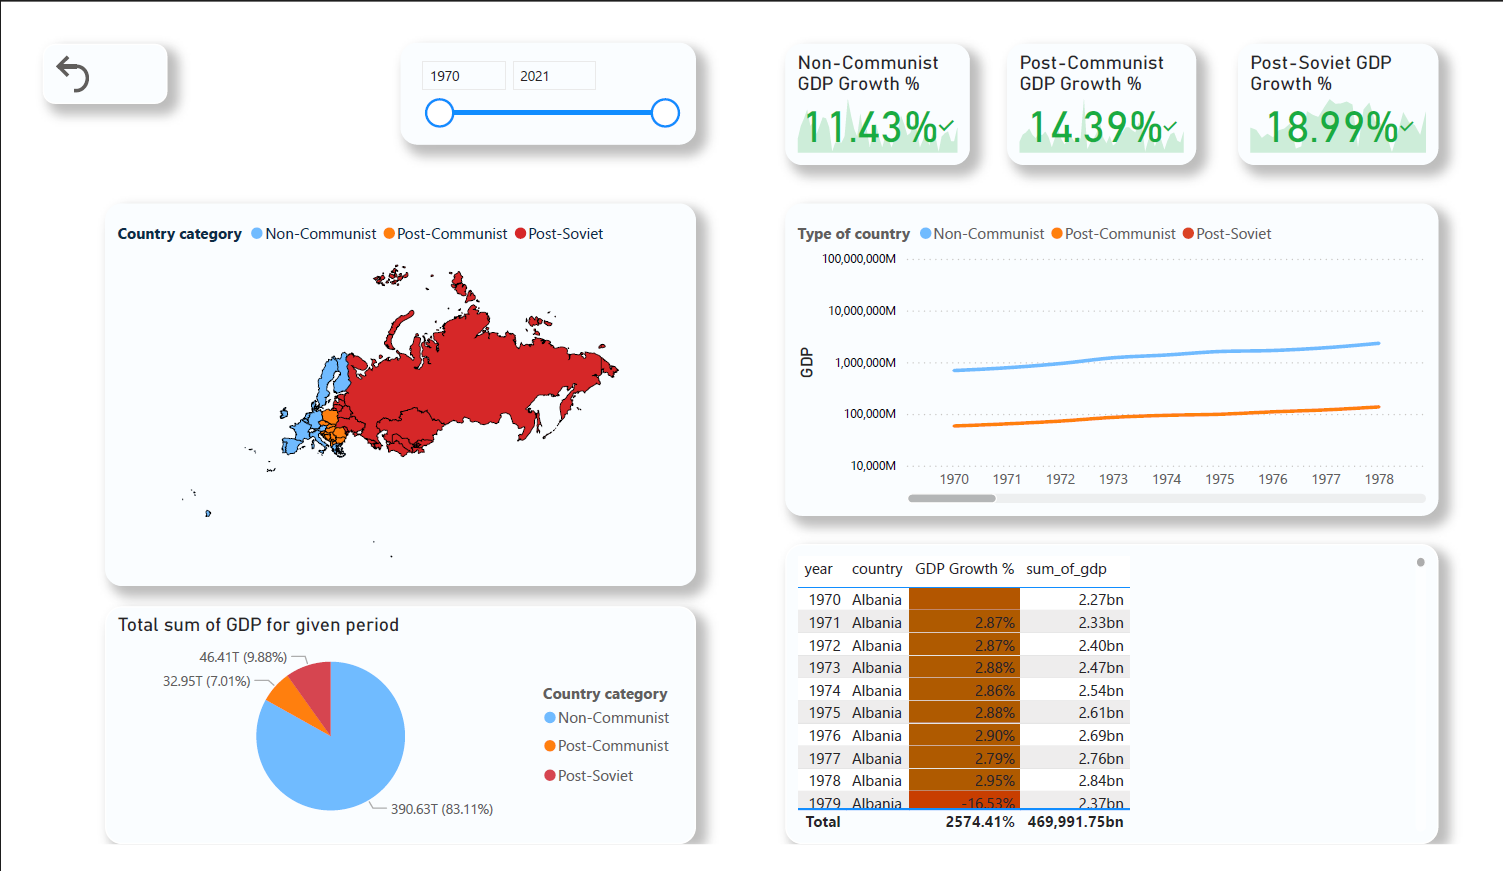 1970 2021
Non-Communist
GDP Growth %
11.43%
Post-Communist
GDP Growth %
14.39%
Post-Soviet GDP
Growth %
18.99%
Country category Non-Communist Post-Communist Post-Soviet
Type of country Non-Communist Post-Communist Post-Soviet
GDP
100,000,000M
10,000,000M
1,000,000M
100,000M
10,000M
1970 1971 1972 1973 1974 1975 1976 1977 1978
Total sum of GDP for given period
46.41T (9.88%)
32.95T (7.01%)
390.63T (83.11%)
Country category
Non-Communist
Post-Communist
Post-Soviet
year country GDP Growth % sum_of_gdp
1970 Albania 2.27bn
1971 Albania 2.87% 2.33bn
1972 Albania 2.87% 2.40bn
1973 Albania 2.88% 2.47bn
1974 Albania 2.86% 2.54bn
1975 Albania 2.88% 2.61bn
1976 Albania 2.90% 2.69bn
1977 Albania 2.79% 2.76bn
1978 Albania 2.95% 2.84bn
1979 Albania -16.53% 2.37bn
Total 2574.41% 469,991.75bn